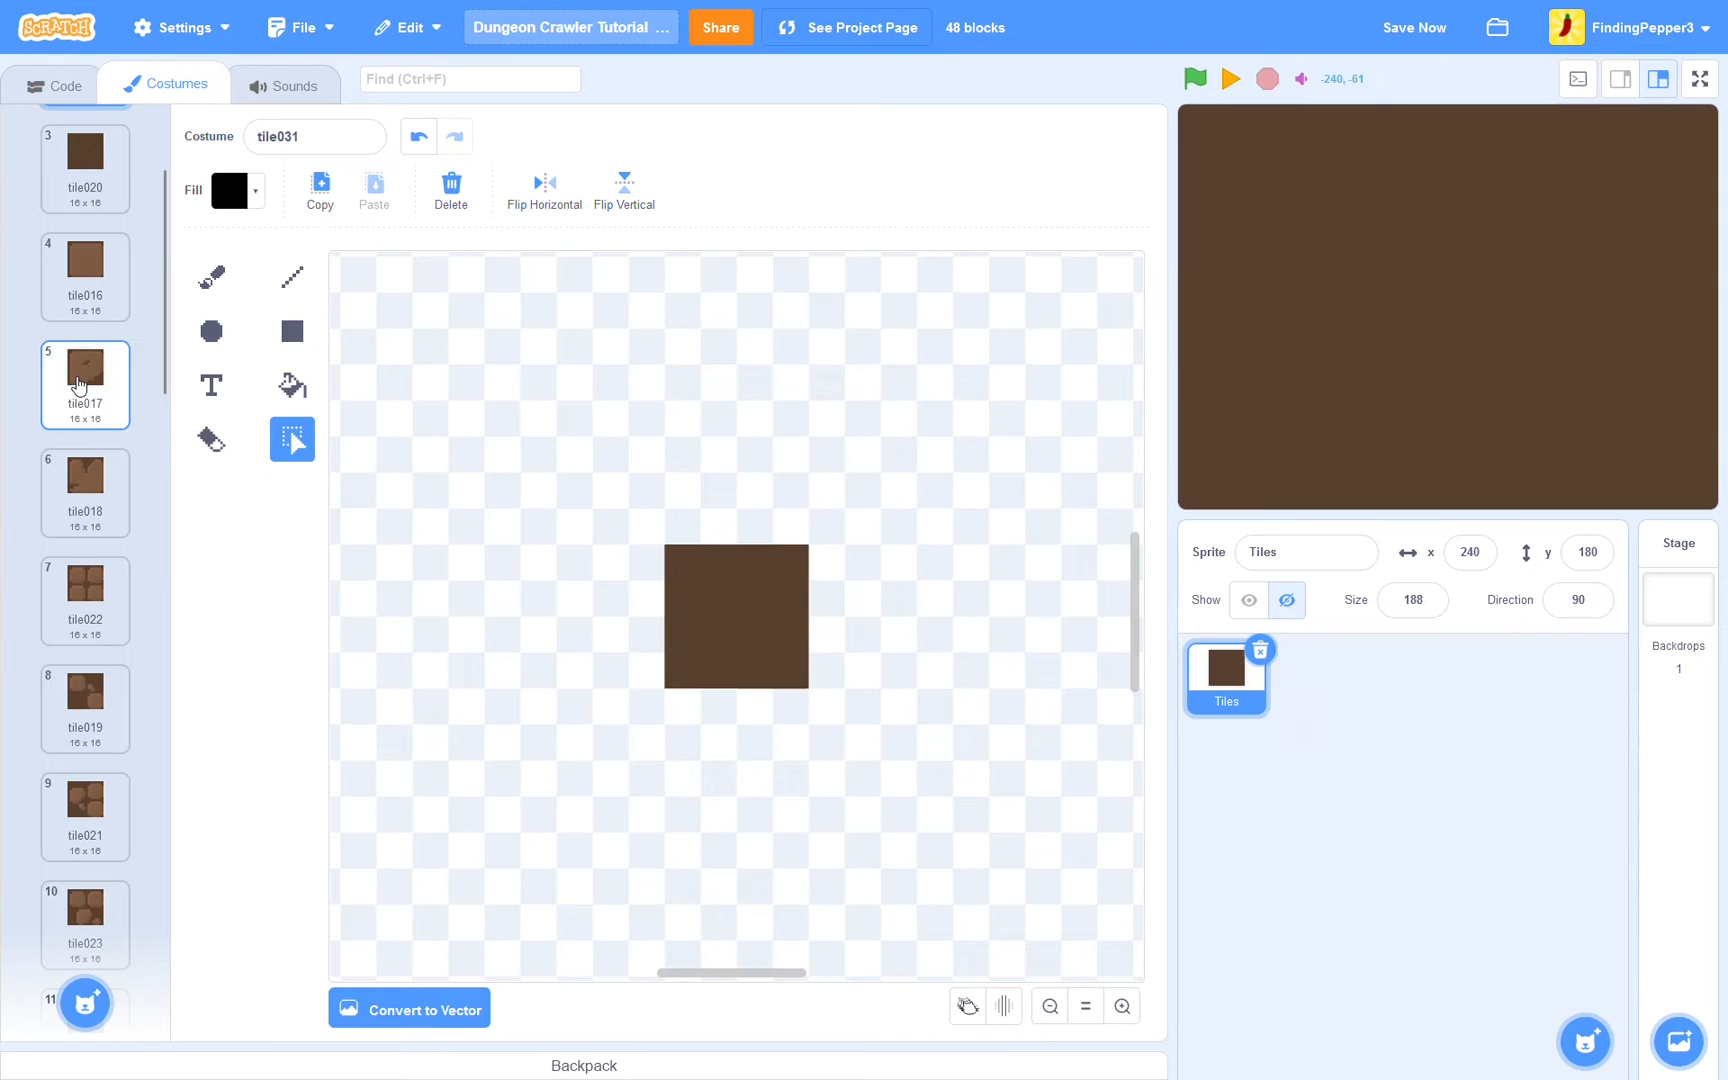 SCRATCH Settings File Edit Dungeon Crawler Tutorial ... Share See Project Page 48 blocks Save Now FindingPepper3
Code Costumes Sounds Find (Ctrl+F) -240, -61
Costume tile031
Fill Copy Paste Delete Flip Horizontal Flip Vertical
3
tile020
16 x 16
4
tile016
16 x 16
5
tile017
16 x 16
6
tile018
16 x 16
7
tile022
16 x 16
8
tile019
16 x 16
9
tile021
16 x 16
10
tile023
16 x 16
11
T
Convert to Vector
Backpack
Sprite Tiles x 240 y 180
Show Size 188 Direction 90
Tiles
Stage
Backdrops
1